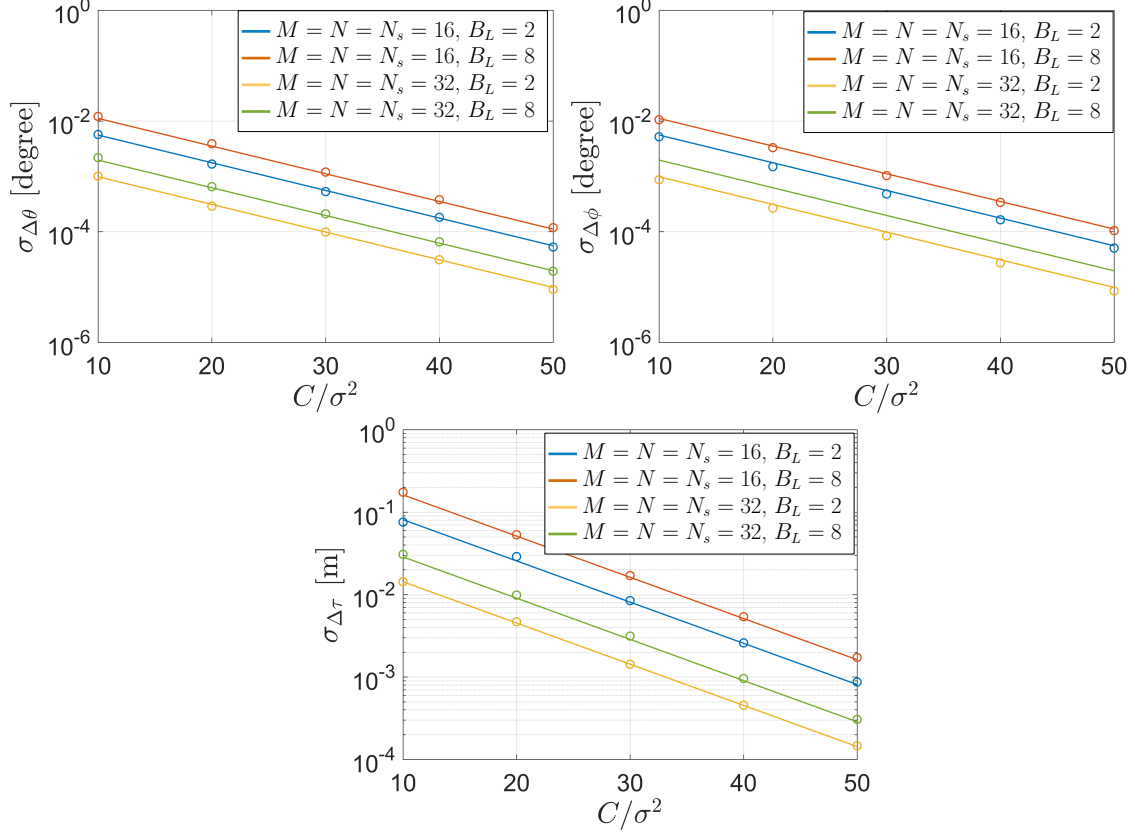 10^0
10^-2
10^-4
10^-6
σ_Δθ [degree]
10 20 30 40 50
C/σ^2
M = N = N_s = 16, B_L = 2
M = N = N_s = 16, B_L = 8
M = N = N_s = 32, B_L = 2
M = N = N_s = 32, B_L = 8
10^0
10^-2
10^-4
10^-6
σ_Δϕ [degree]
10 20 30 40 50
C/σ^2
M = N = N_s = 16, B_L = 2
M = N = N_s = 16, B_L = 8
M = N = N_s = 32, B_L = 2
M = N = N_s = 32, B_L = 8
10^0
10^-1
10^-2
10^-3
10^-4
σ_Δτ [m]
10 20 30 40 50
C/σ^2
M = N = N_s = 16, B_L = 2
M = N = N_s = 16, B_L = 8
M = N = N_s = 32, B_L = 2
M = N = N_s = 32, B_L = 8